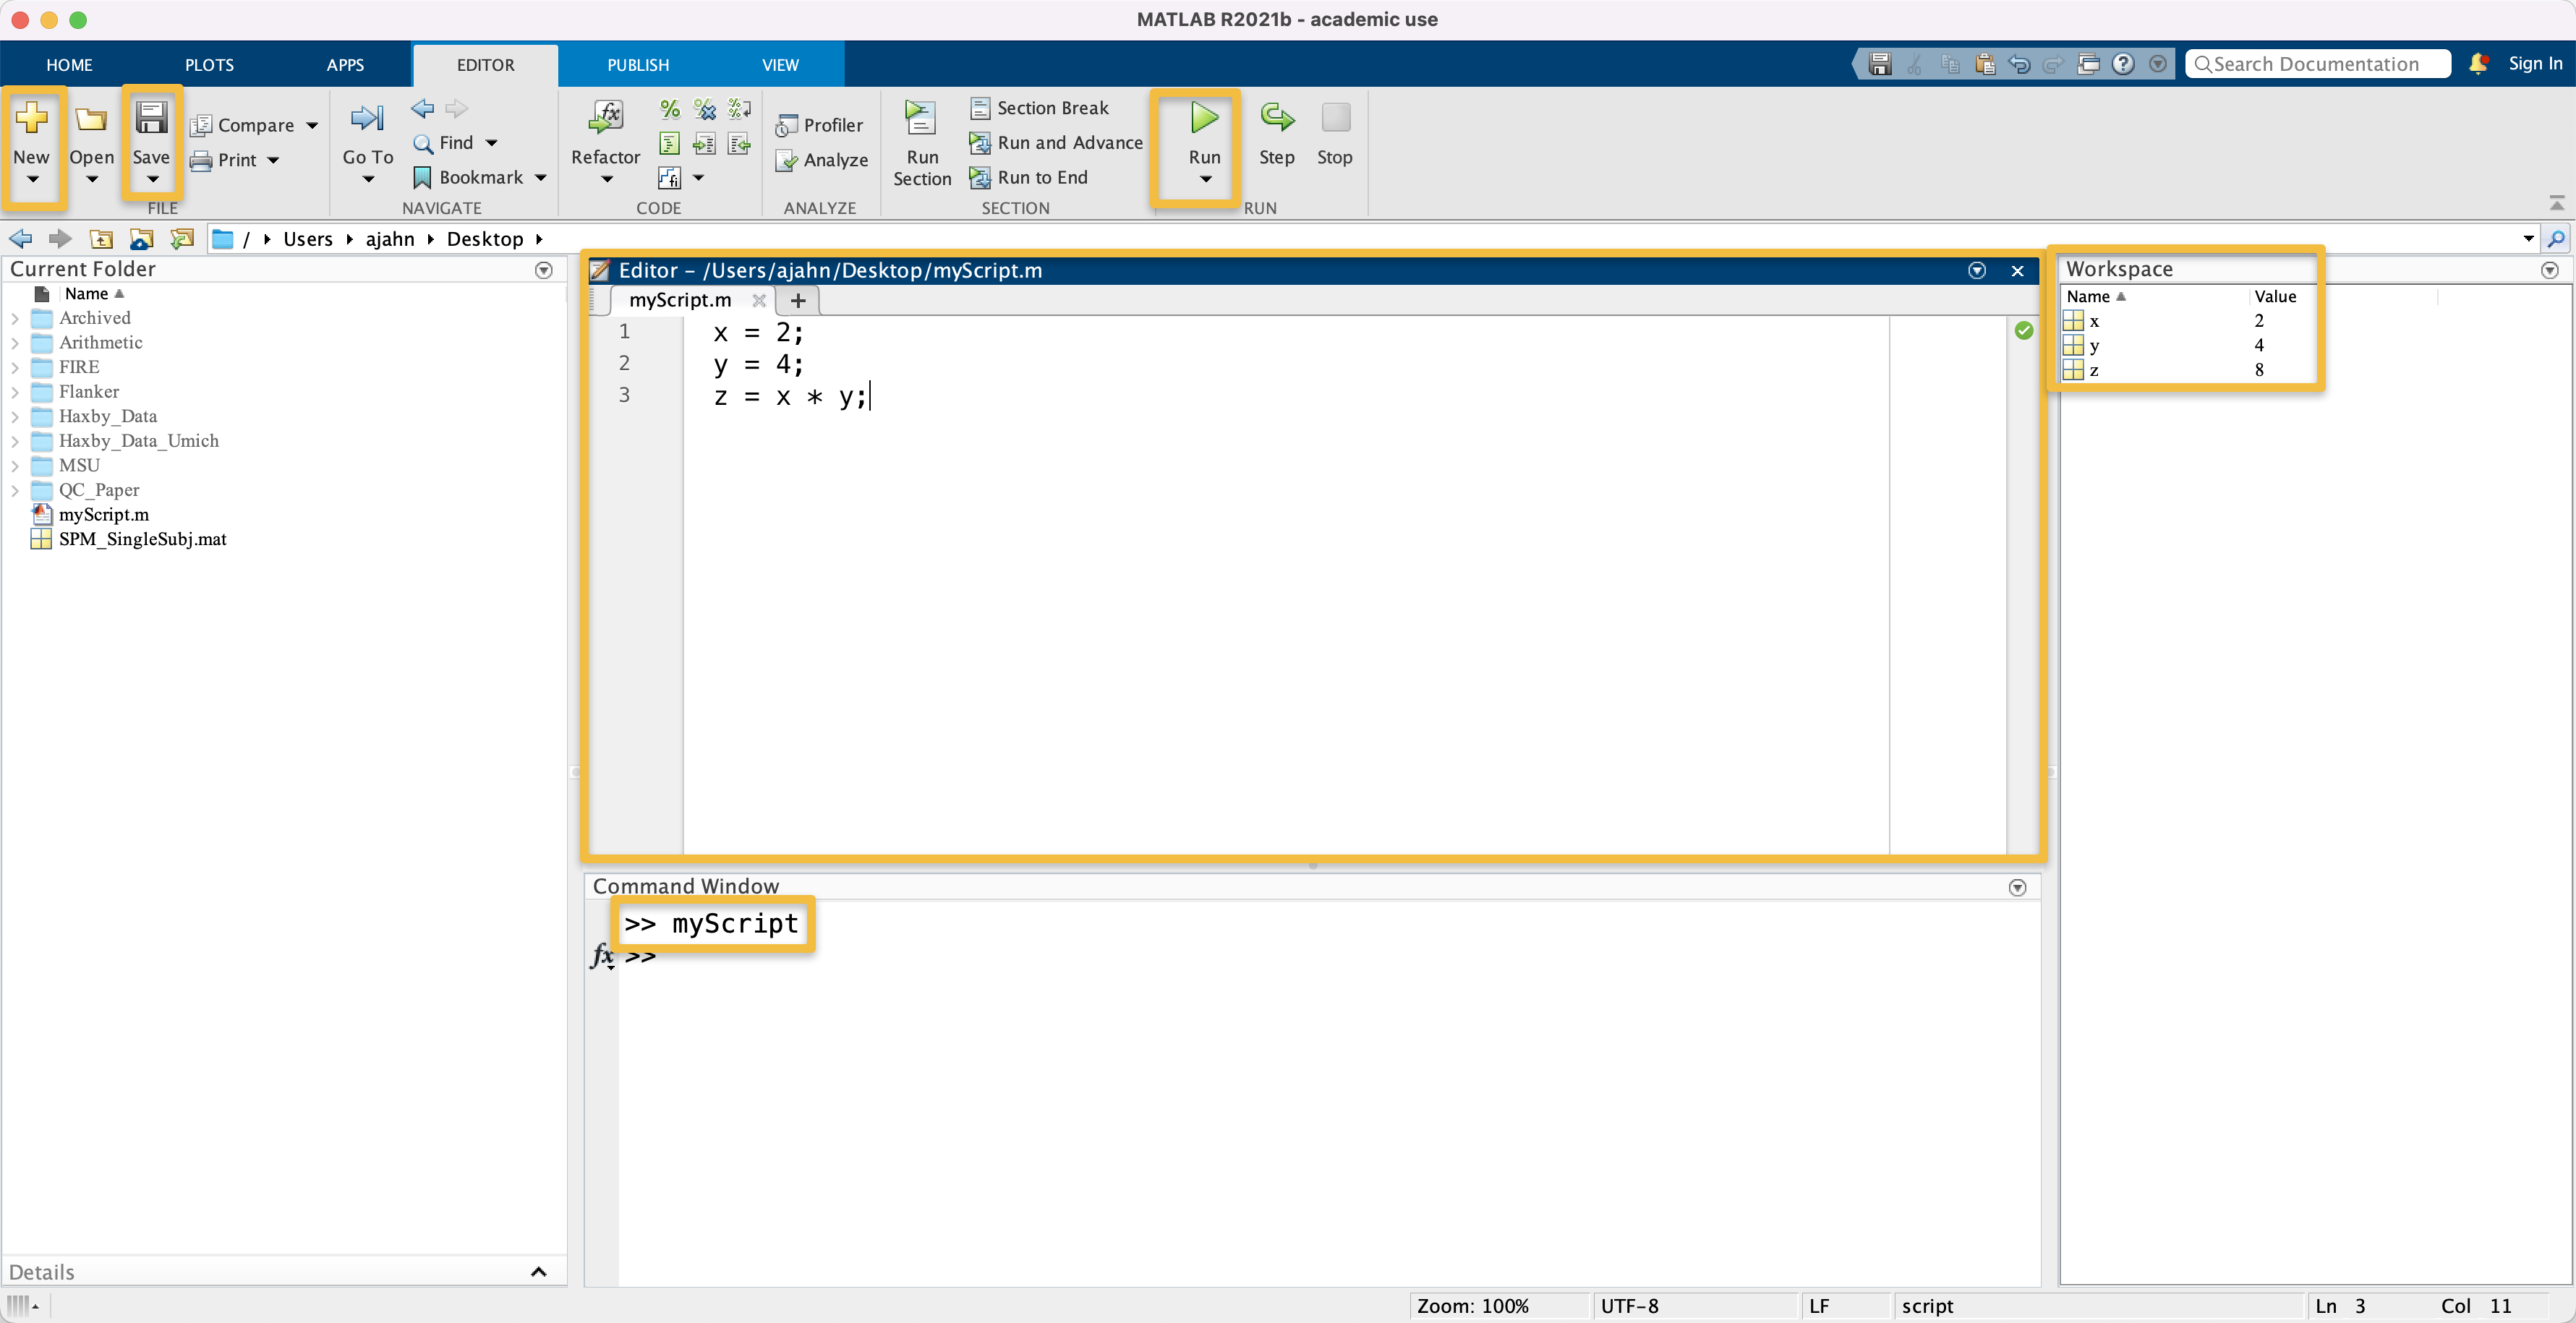 MATLAB R2021b - academic use
HOME PLOTS APPS EDITOR PUBLISH VIEW Search Documentation Sign In
New Open Save Compare Print
Go To Find Bookmark
Refactor
Profiler Analyze
Run Section Section Break Run and Advance Run to End
Run Step Stop
FILE NAVIGATE CODE ANALYZE SECTION RUN
/ Users ajahn Desktop
Current Folder
Name
Archived
Arithmetic
FIRE
Flanker
Haxby_Data
Haxby_Data_Umich
MSU
QC_Paper
myScript.m
SPM_SingleSubj.mat
Details
Editor – /Users/ajahn/Desktop/myScript.m
myScript.m +
1 x = 2;
2 y = 4;
3 z = x * y;
Command Window
>> myScript
fx >>
Workspace
Name Value
x 2
y 4
z 8
Zoom: 100% UTF-8 LF script Ln 3 Col 11